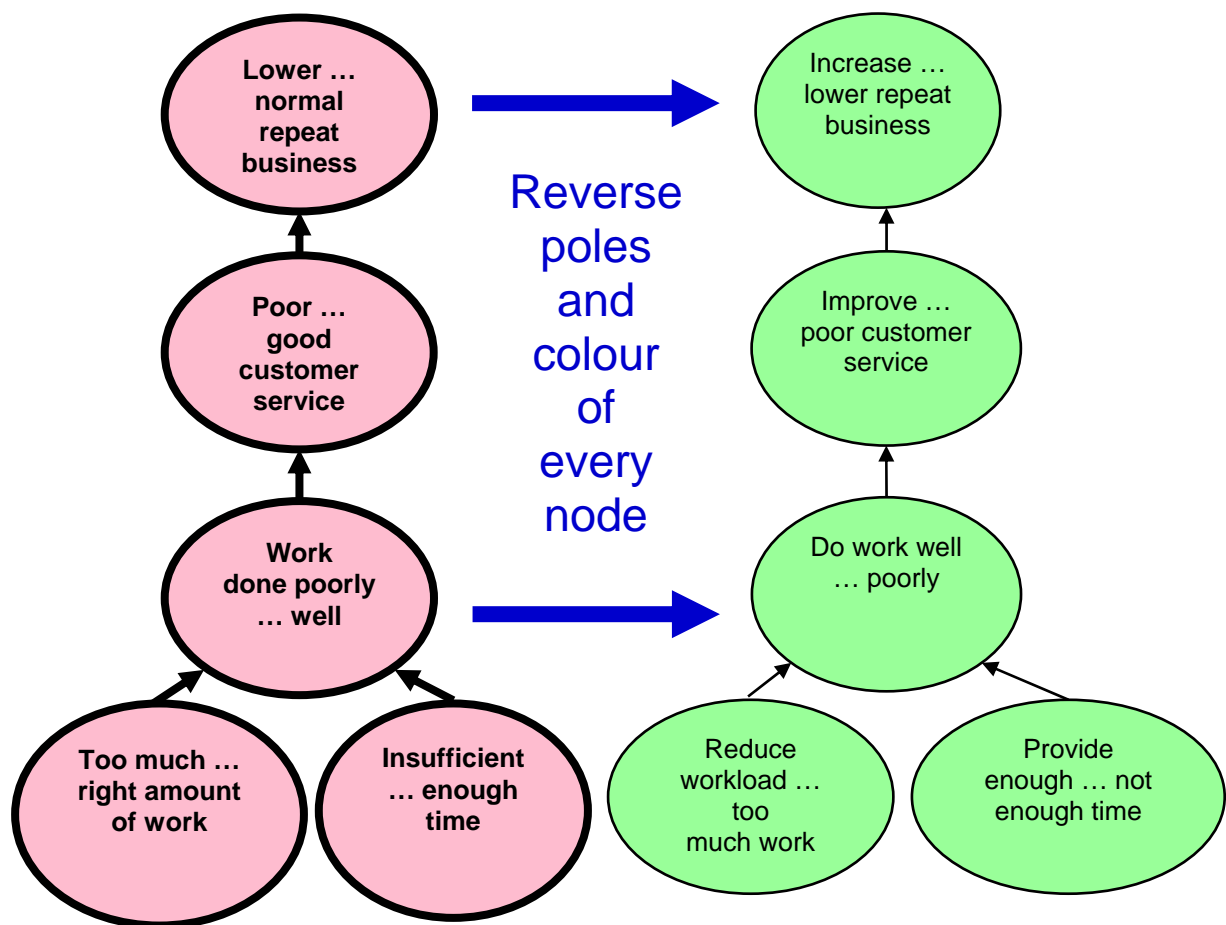 Lower …
normal
repeat
business
Poor …
good
customer
service
Work
done poorly
… well
Too much …
right amount
of work
Insufficient
… enough
time
Reverse
poles
and
colour
of
every
node
Increase …
lower repeat
business
Improve …
poor customer
service
Do work well
… poorly
Reduce
workload …
too
much work
Provide
enough … not
enough time